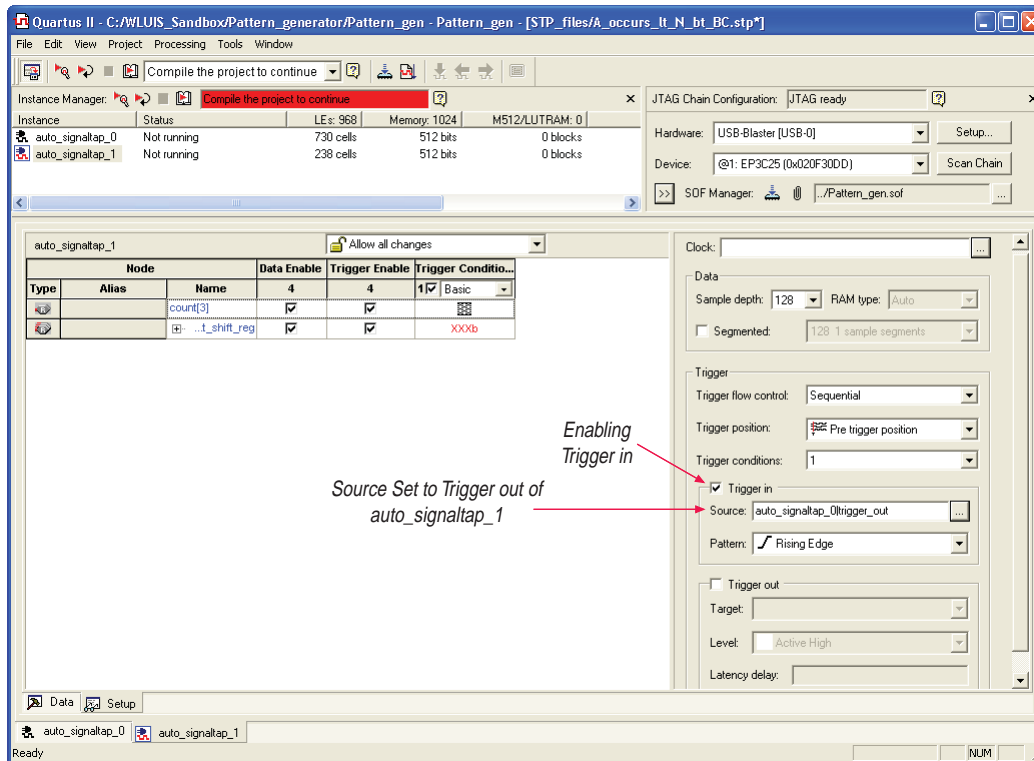 Quartus II - C:/WLUIS_Sandbox/Pattern_generator/Pattern_gen - Pattern_gen - [STP_files/A_occurs_lt_N_bt_BC.stp*]
File Edit View Project Processing Tools Window
Compile the project to continue
Instance Manager: Compile the project to continue
JTAG Chain Configuration: JTAG ready
Instance Status LEs: 968 Memory: 1024 M512/LUTRAM: 0
auto_signaltap_0 Not running 730 cells 512 bits 0 blocks
auto_signaltap_1 Not running 238 cells 512 bits 0 blocks
Hardware: USB-Blaster [USB-0] Setup...
Device: @1: EP3C25 (0x020F30DD) Scan Chain
>> SOF Manager: ../Pattern_gen.sof ...
auto_signaltap_1 Allow all changes
Node Data Enable Trigger Enable Trigger Conditio...
Type Alias Name 4 4 1 Basic
count[3]
...t_shift_reg XXXb
Clock: ...
Data
Sample depth: 128 RAM type: Auto
Segmented: 128 1 sample segments
Trigger
Trigger flow control: Sequential
Trigger position: Pre trigger position
Trigger conditions: 1
Trigger in
Source: auto_signaltap_0|trigger_out ...
Pattern: Rising Edge
Trigger out
Target:
Level: Active High
Latency delay:
Enabling
Trigger in
Source Set to Trigger out of
auto_signaltap_1
Data Setup
auto_signaltap_0 auto_signaltap_1
Ready NUM